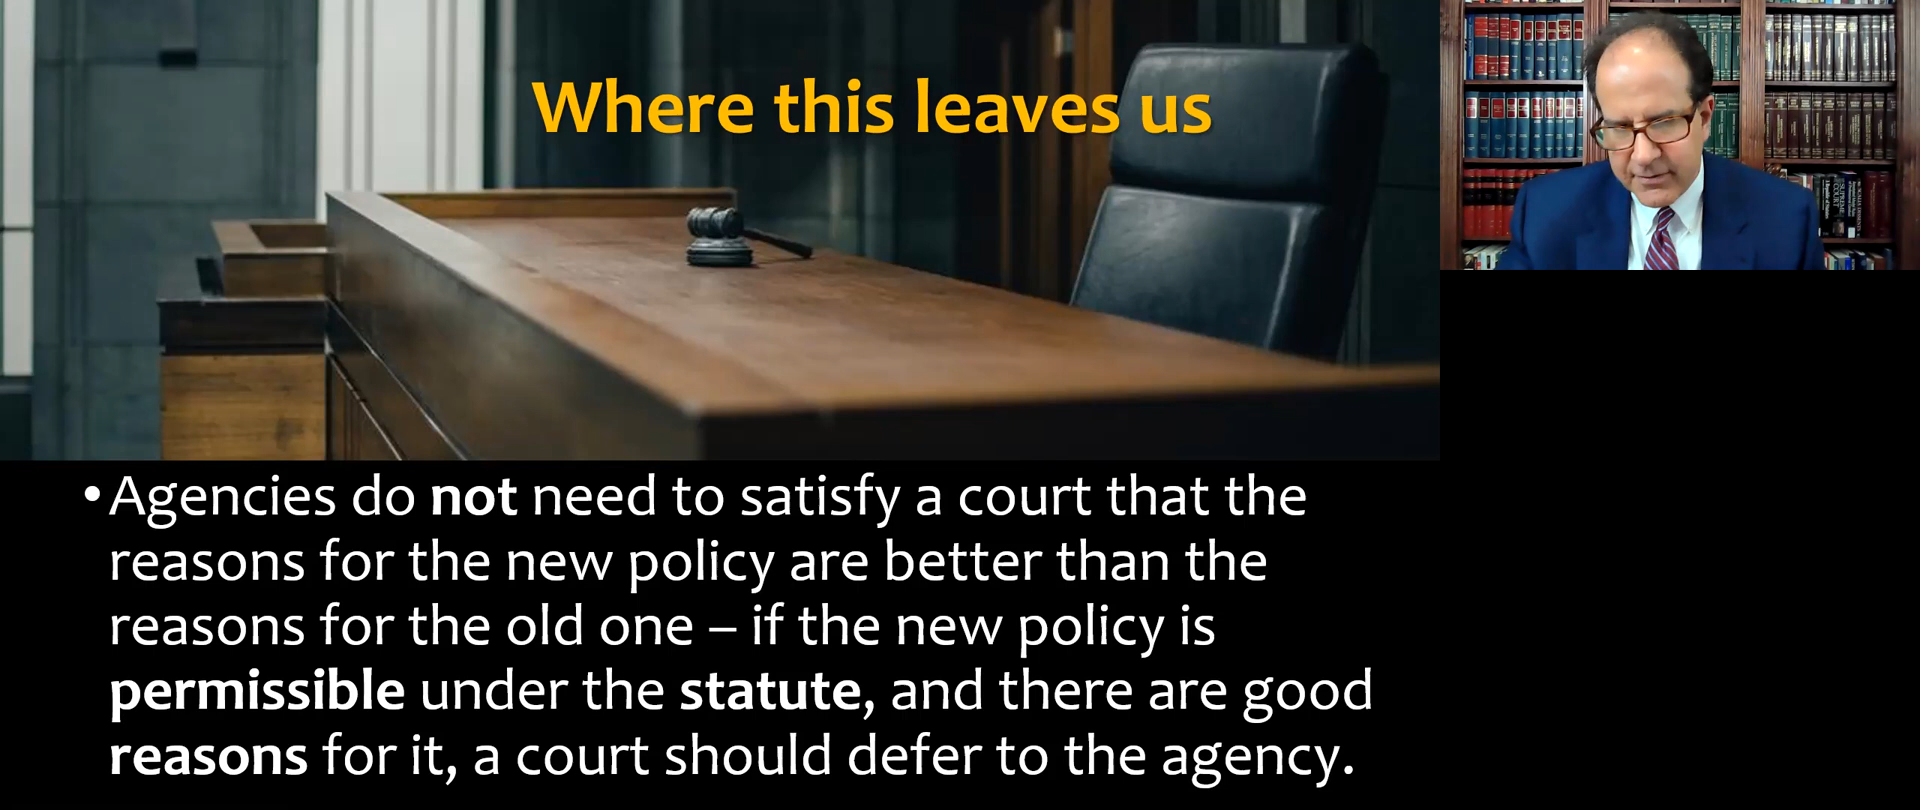 Where this leaves us
•Agencies do not need to satisfy a court that the
reasons for the new policy are better than the
reasons for the old one – if the new policy is
permissible under the statute, and there are good
reasons for it, a court should defer to the agency.
SUPREME
COURT